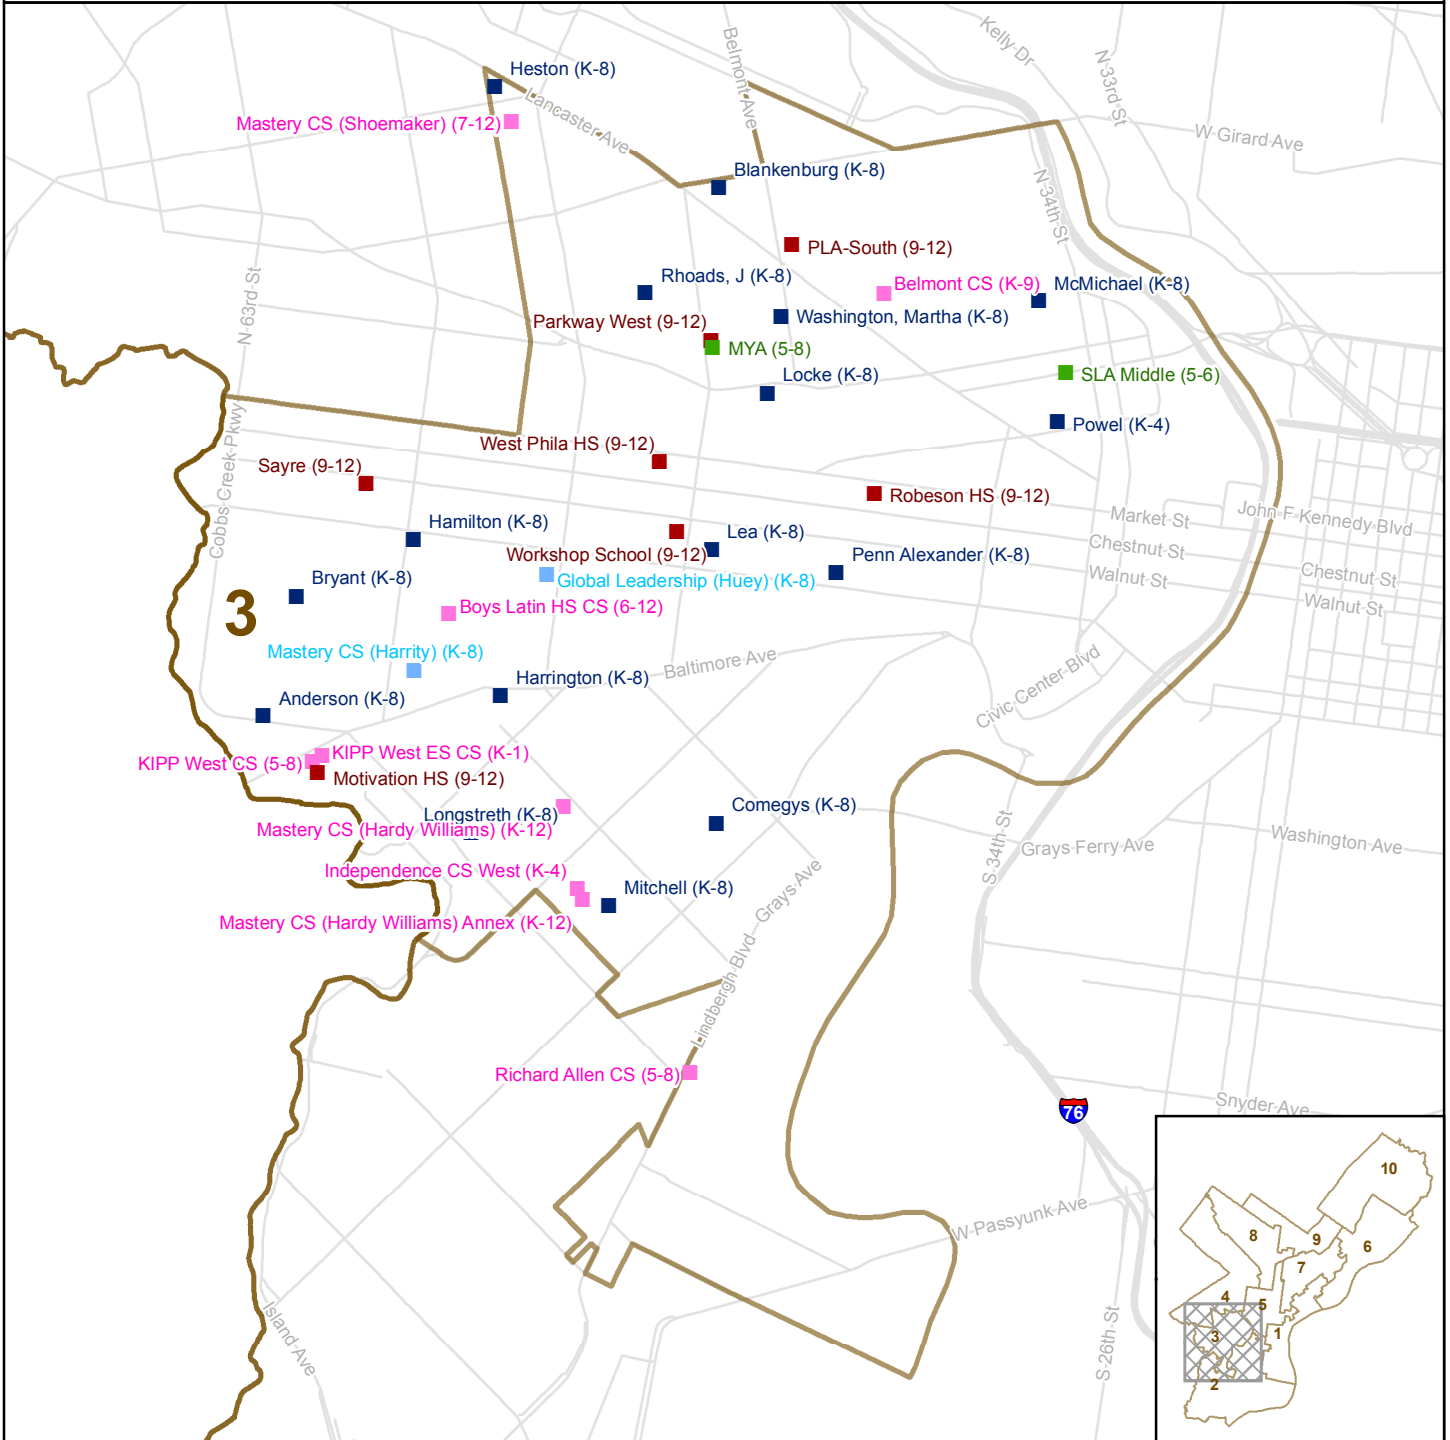 Kelly Dr
Belmont Ave
N 33rd St
Heston (K-8)
Lancaster Ave
Mastery CS (Shoemaker) (7-12)
W Girard Ave
Blankenburg (K-8)
N 34th St
PLA-South (9-12)
Rhoads, J (K-8)
Belmont CS (K-9)
McMichael (K-8)
N 63rd St
Parkway West (9-12)
Washington, Martha (K-8)
MYA (5-8)
Locke (K-8)
SLA Middle (5-6)
Powel (K-4)
West Phila HS (9-12)
Sayre (9-12)
Cobbs Creek Pkwy
Robeson HS (9-12)
Market St
John F Kennedy Blvd
Hamilton (K-8)
Lea (K-8)
Workshop School (9-12)
Penn Alexander (K-8)
Chestnut St
Walnut St
Chestnut St
Walnut St
Bryant (K-8)
Global Leadership (Huey) (K-8)
3
Boys Latin HS CS (6-12)
Mastery CS (Harrity) (K-8)
Baltimore Ave
Harrington (K-8)
Civic Center Blvd
Anderson (K-8)
KIPP West ES CS (K-1)
KIPP West CS (5-8)
Motivation HS (9-12)
Longstreth (K-8)
Comegys (K-8)
Mastery CS (Hardy Williams) (K-12)
S 34th St
Grays Ferry Ave
Washington Ave
Independence CS West (K-4)
Mitchell (K-8)
Grays Ave
Mastery CS (Hardy Williams) Annex (K-12)
Lindbergh Blvd
Richard Allen CS (5-8)
76
Snyder Ave
W Passyunk Ave
Island Ave
S 26th St
10
8
9
6
7
4
5
3
1
2